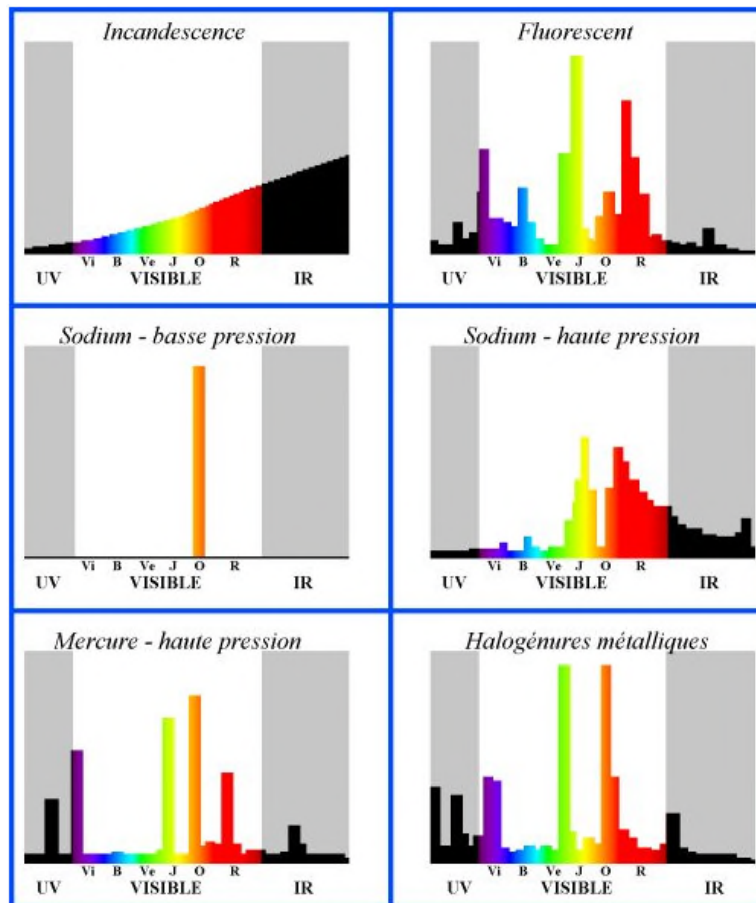 Incandescence
Vi B Ve J O R
UV VISIBLE IR
Fluorescent
Vi B Ve J O R
UV VISIBLE IR
Sodium - basse pression
Vi B Ve J O R
UV VISIBLE IR
Sodium - haute pression
Vi B Ve J O R
UV VISIBLE IR
Mercure - haute pression
Vi B Ve J O R
UV VISIBLE IR
Halogénures métalliques
Vi B Ve J O R
UV VISIBLE IR